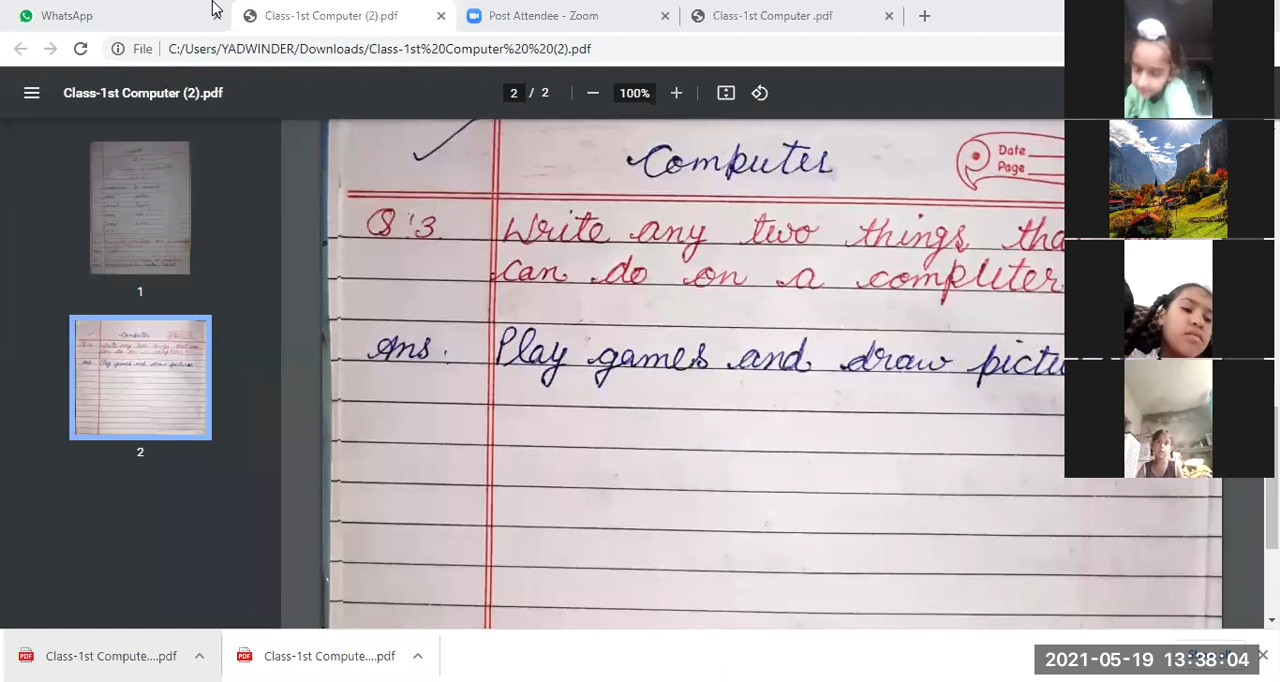 WhatsApp
Class-1st Computer (2).pdf
Post Attendee - Zoom
Class-1st Computer .pdf
File
C:/Users/YADWINDER/Downloads/Class-1st%20Computer%20%20(2).pdf
Class-1st Computer (2).pdf
2 / 2
100%
1
2
Computer
Date
Page
Q'3. Write any two things tha
can do on a computer
Ans. Play games and draw pictu
Class-1st Compute....pdf
Class-1st Compute....pdf
2021-05-19 13:38:04